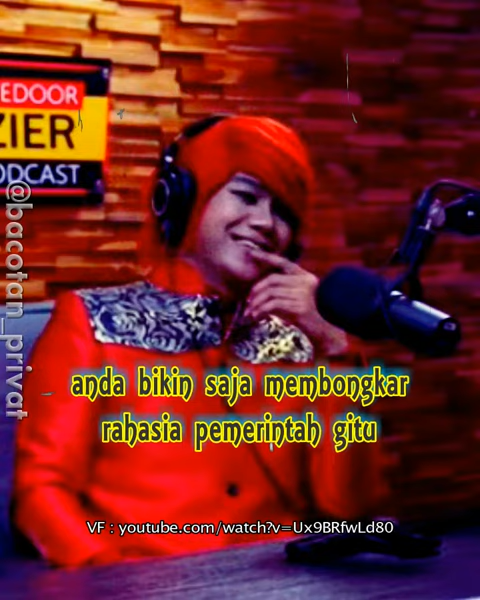 EDOOR
ZIER
ODCAST
@bacotan_privat
anda bikin saja membongkar
rahasia pemerintah gitu
VF : youtube.com/watch?v=Ux9BRfwLd80